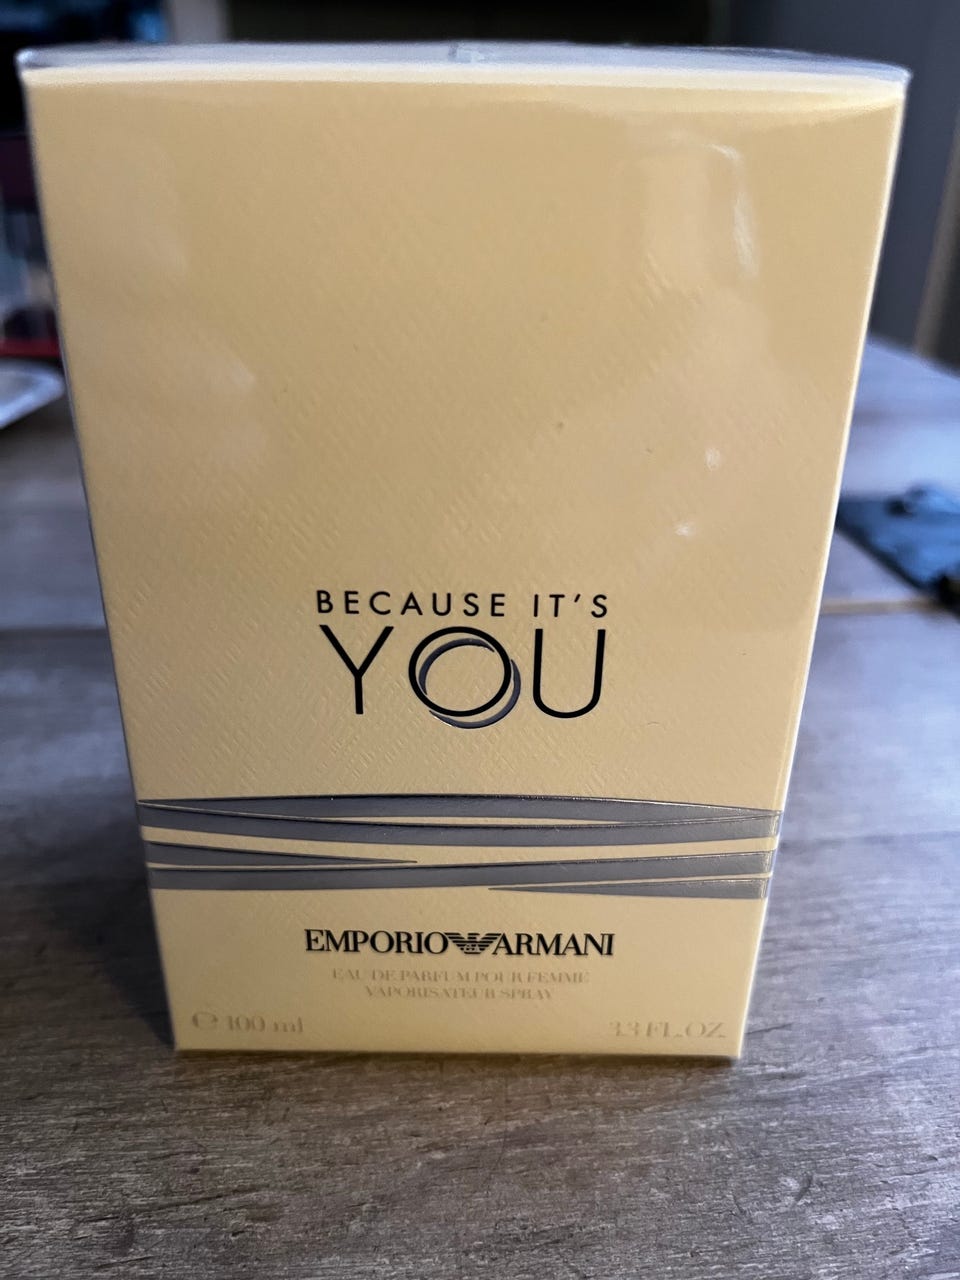 BECAUSE IT'S
YOU
EMPORIO ARMANI
EAU DE PARFUM POUR FEMME
VAPORISATEUR SPRAY
℮ 100 ml 3.3 FL.OZ.